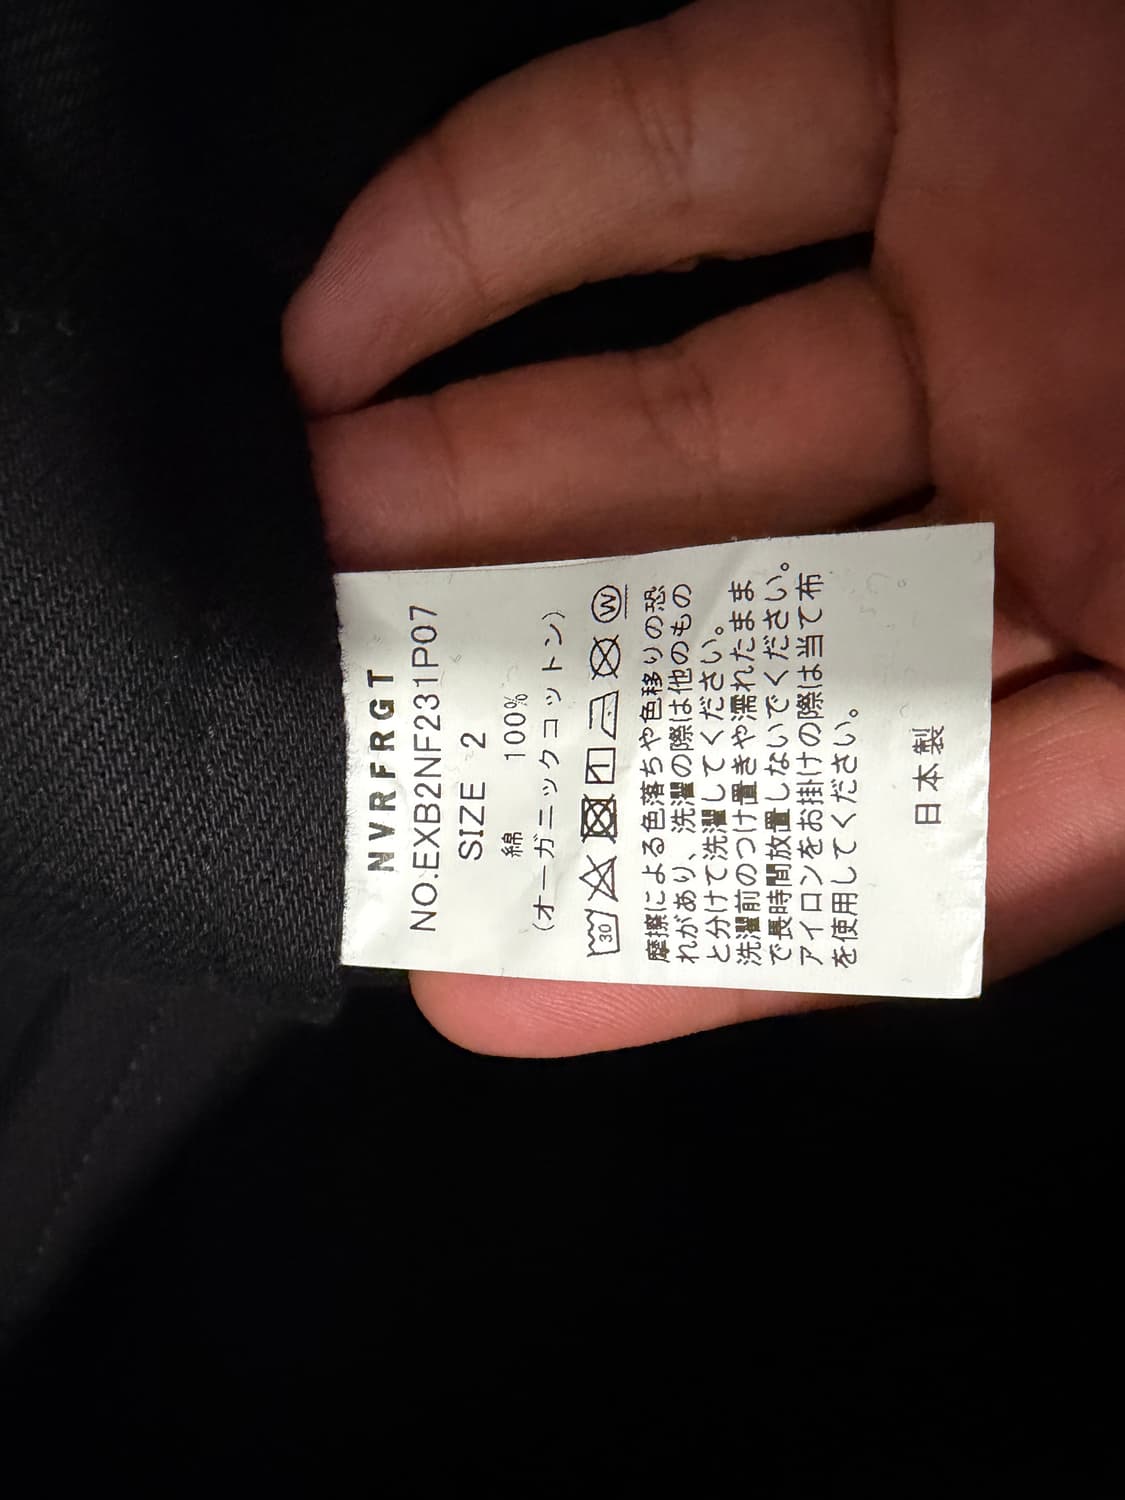 NVRFRGT
NO.EXB2NF231P07
SIZE 2
綿 100%
(オーガニックコットン)
30 W
摩擦による色落ちや色移りの恐
れがあり、洗濯の際は他のもの
と分けて洗濯してください。
洗濯前のつけ置きや濡れたまま
で長時間放置しないでください。
アイロンをお掛けの際は当て布
を使用してください。
日本製